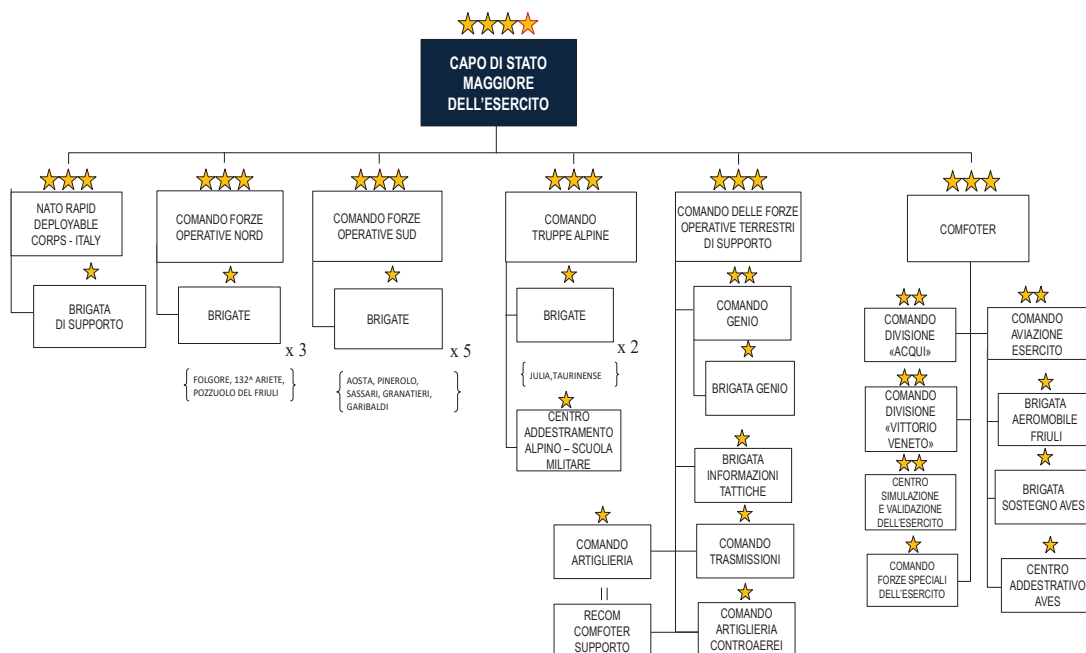 CAPO DI STATO
MAGGIORE
DELL'ESERCITO
NATO RAPID
DEPLOYABLE
CORPS - ITALY
BRIGATA
DI SUPPORTO
COMANDO FORZE
OPERATIVE NORD
BRIGATE
x 3
FOLGORE, 132^ ARIETE,
POZZUOLO DEL FRIULI
COMANDO FORZE
OPERATIVE SUD
BRIGATE
x 5
AOSTA, PINEROLO,
SASSARI, GRANATIERI,
GARIBALDI
COMANDO
TRUPPE ALPINE
BRIGATE
x 2
JULIA,TAURINENSE
CENTRO
ADDESTRAMENTO
ALPINO – SCUOLA
MILITARE
COMANDO DELLE FORZE
OPERATIVE TERRESTRI
DI SUPPORTO
COMANDO
GENIO
BRIGATA GENIO
BRIGATA
INFORMAZIONI
TATTICHE
COMANDO
ARTIGLIERIA
COMANDO
TRASMISSIONI
RECOM
COMFOTER
SUPPORTO
COMANDO
ARTIGLIERIA
CONTROAEREI
COMFOTER
COMANDO
DIVISIONE
«ACQUI»
COMANDO
AVIAZIONE
ESERCITO
COMANDO
DIVISIONE
«VITTORIO
VENETO»
BRIGATA
AEROMOBILE
FRIULI
CENTRO
SIMULAZIONE
E VALIDAZIONE
DELL'ESERCITO
BRIGATA
SOSTEGNO AVES
COMANDO
FORZE SPECIALI
DELL'ESERCITO
CENTRO
ADDESTRATIVO
AVES